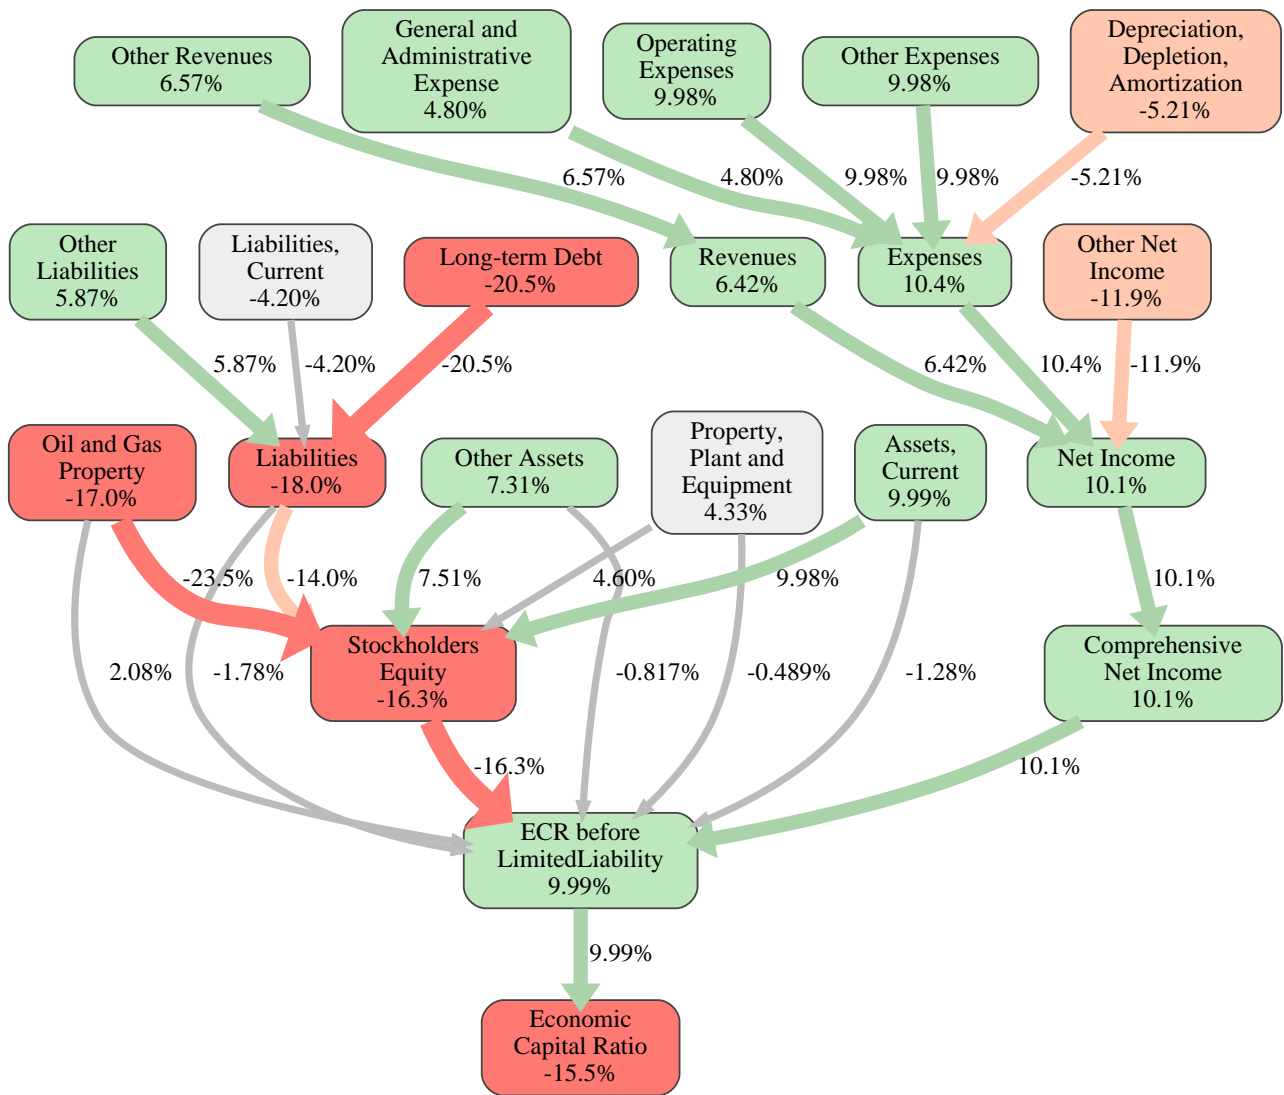 Other Revenues
6.57%
General and
Administrative
Expense
4.80%
Operating
Expenses
9.98%
Other Expenses
9.98%
Depreciation,
Depletion,
Amortization
-5.21%
6.57%
4.80%
9.98%
9.98%
-5.21%
Other
Liabilities
5.87%
Liabilities,
Current
-4.20%
Long-term Debt
-20.5%
Revenues
6.42%
Expenses
10.4%
Other Net
Income
-11.9%
5.87%
-4.20%
-20.5%
6.42%
10.4%
-11.9%
Oil and Gas
Property
-17.0%
Liabilities
-18.0%
Other Assets
7.31%
Property,
Plant and
Equipment
4.33%
Assets,
Current
9.99%
Net Income
10.1%
-23.5%
-14.0%
7.51%
4.60%
9.98%
10.1%
Stockholders
Equity
-16.3%
Comprehensive
Net Income
10.1%
2.08%
-1.78%
-0.817%
-0.489%
-1.28%
-16.3%
10.1%
ECR before
LimitedLiability
9.99%
9.99%
Economic
Capital Ratio
-15.5%